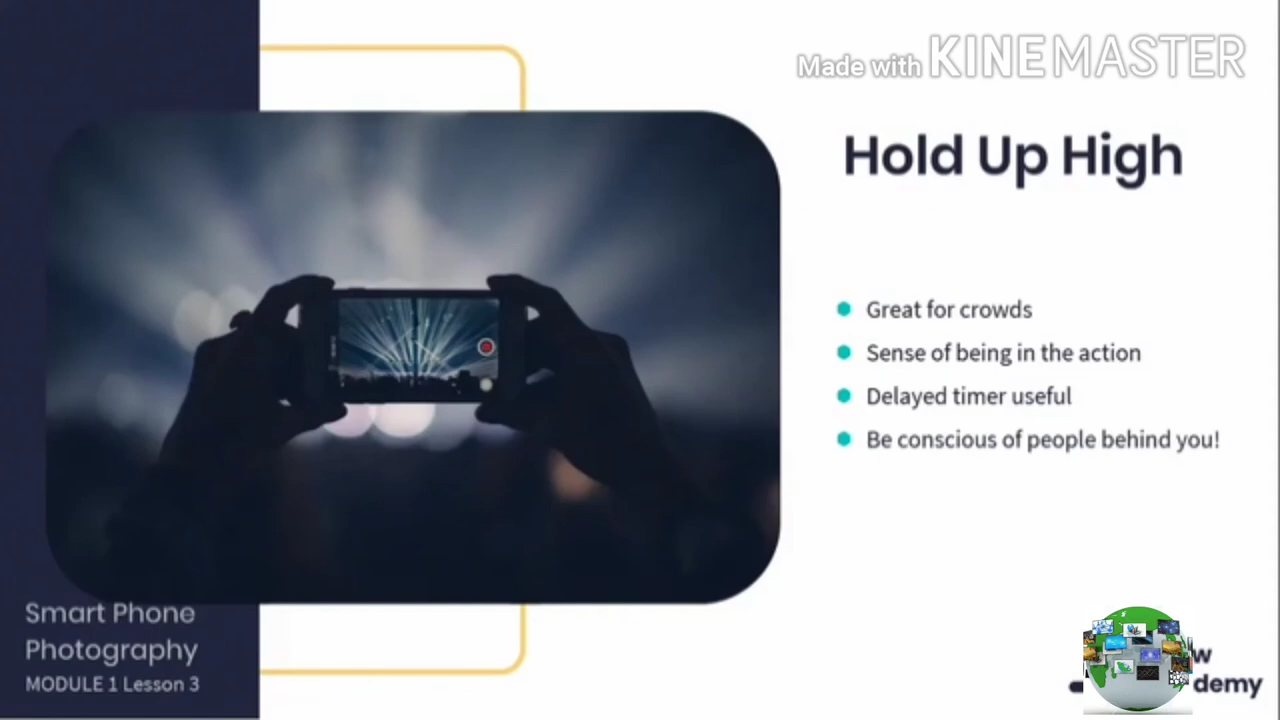 Made with KINEMASTER
Hold Up High
Great for crowds
Sense of being in the action
Delayed timer useful
Be conscious of people behind you!
Smart Phone
Photography
MODULE 1 Lesson 3